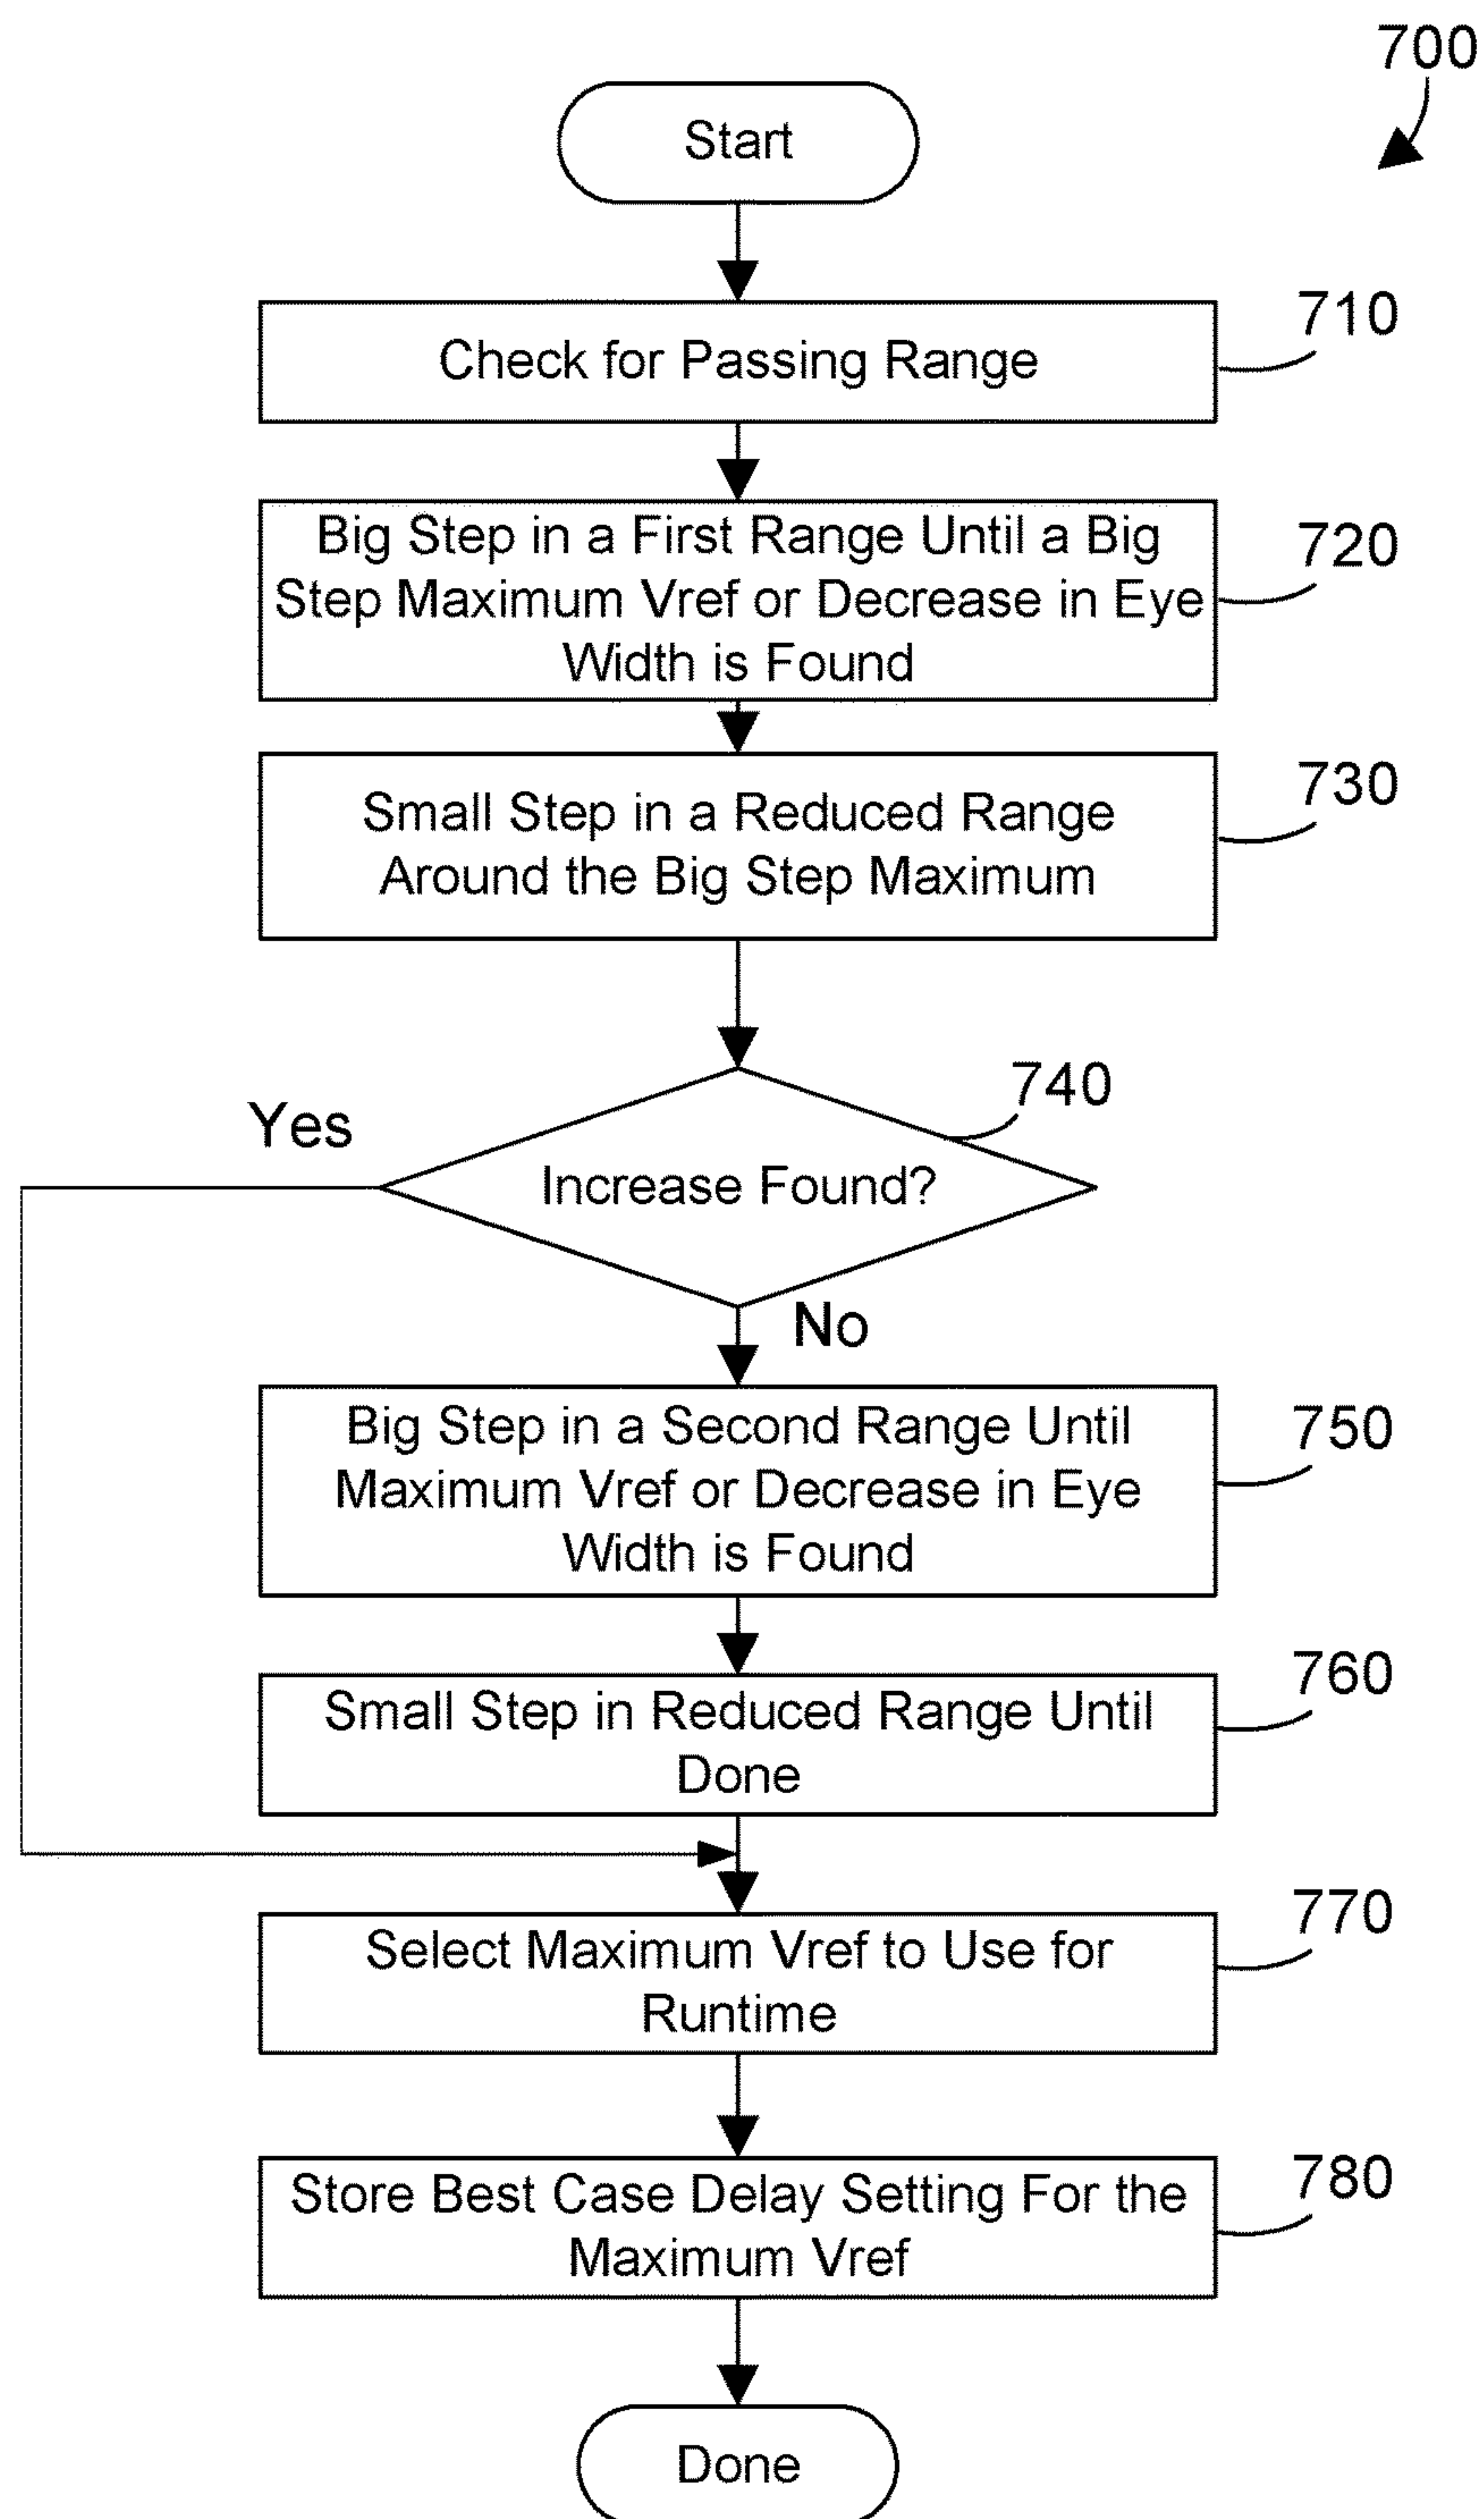 700
Start
710
Check for Passing Range
720
Big Step in a First Range Until a Big
Step Maximum Vref or Decrease in Eye
Width is Found
730
Small Step in a Reduced Range
Around the Big Step Maximum
740
Yes
Increase Found?
No
750
Big Step in a Second Range Until
Maximum Vref or Decrease in Eye
Width is Found
760
Small Step in Reduced Range Until
Done
770
Select Maximum Vref to Use for
Runtime
780
Store Best Case Delay Setting For the
Maximum Vref
Done